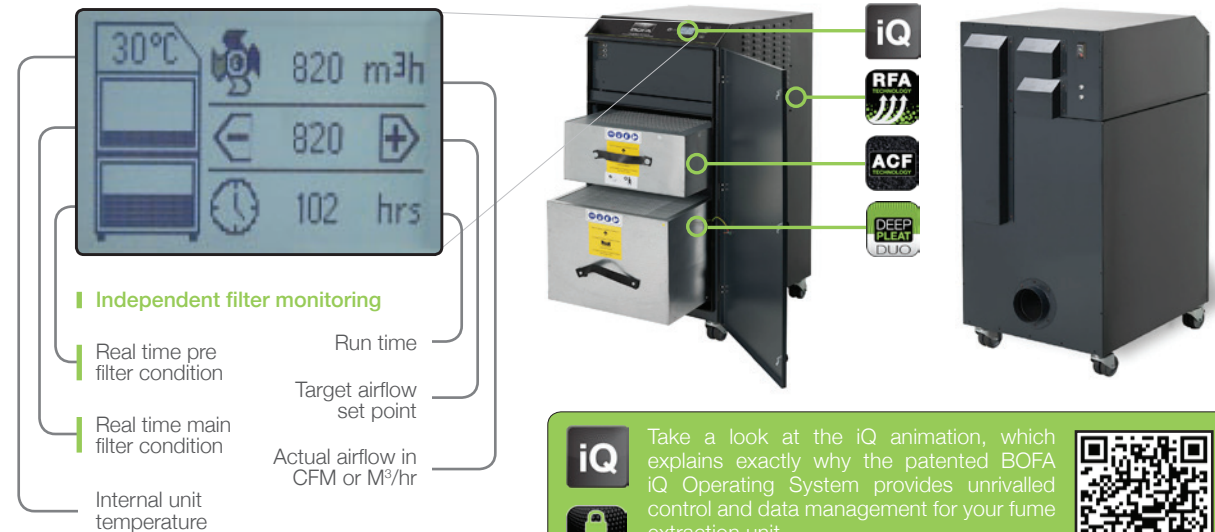 30°C
820 m³h
820
102 hrs
Independent filter monitoring
Real time pre
filter condition
Real time main
filter condition
Internal unit
temperature
Run time
Target airflow
set point
Actual airflow in
CFM or M³/hr
BOFA
iQ
RFA
TECHNOLOGY
ACF
TECHNOLOGY
DEEP
PLEAT
DUO
iQ
Take a look at the iQ animation, which
explains exactly why the patented BOFA
iQ Operating System provides unrivalled
control and data management for your fume
extraction unit